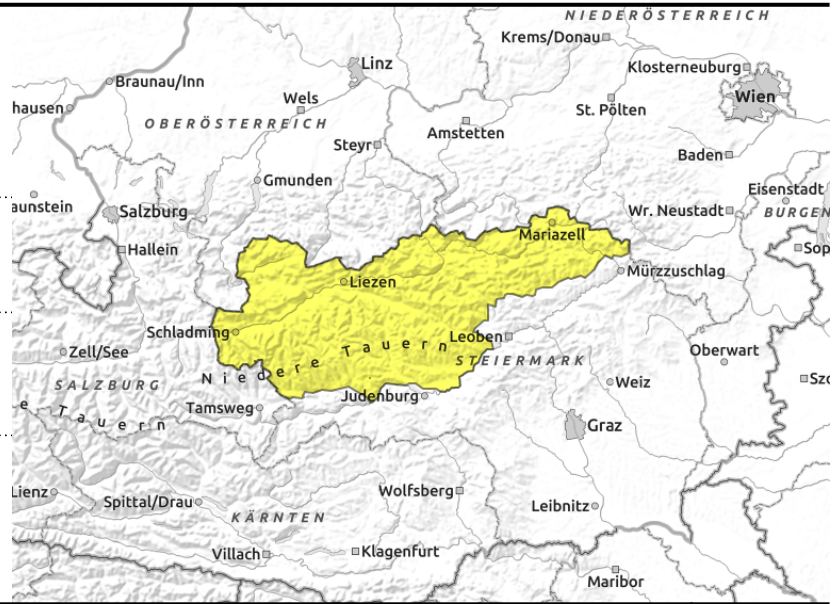 NIEDERÖSTERREICH
Krems/Donau
Linz
Klosterneuburg
Braunau/Inn
Wien
hausen
Wels
St. Pölten
OBERÖSTERREICH
Amstetten
Steyr
Baden
Gmunden
Eisenstadt
aunstein
Salzburg
Wr. Neustadt
BURGEN
Mariazell
Hallein
Sop
Mürzzuschlag
Liezen
Schladming
Leoben
Niedere Tauern
Zell/See
STEIERMARK
Oberwart
SALZBURG
Weiz
Szo
Judenburg
Tamsweg
e Tauern
Graz
Lienz
Wolfsberg
Spittal/Drau
Leibnitz
KÄRNTEN
Villach
Klagenfurt
Maribor